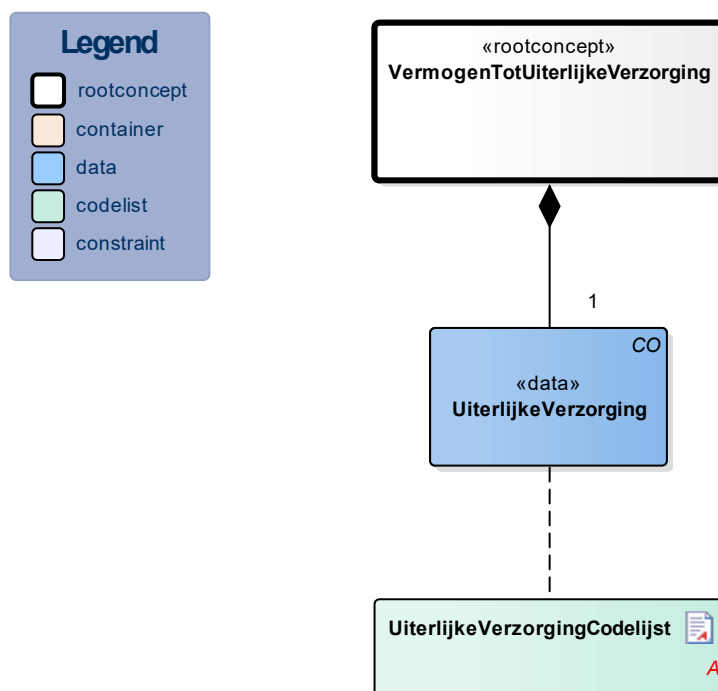 Legend
rootconcept
container
data
codelist
constraint
«rootconcept»
VermogenTotUiterlijkeVerzorging
1
CO
«data»
UiterlijkeVerzorging
UiterlijkeVerzorgingCodelijst
A